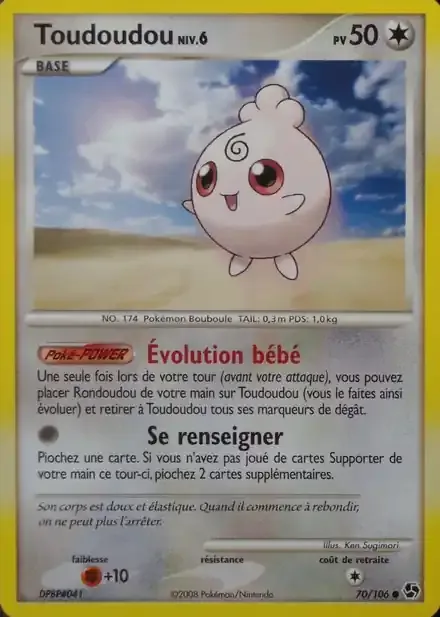 Toudoudou NIV.6 PV 50
BASE
NO. 174 Pokémon Bouboule TAIL: 0,3 m PDS: 1,0 kg
Poké-POWER Évolution bébé
Une seule fois lors de votre tour (avant votre attaque), vous pouvez
placer Rondoudou de votre main sur Toudoudou (vous le faites ainsi
évoluer) et retirer à Toudoudou tous ses marqueurs de dégât.
Se renseigner
Piochez une carte. Si vous n'avez pas joué de cartes Supporter de
votre main ce tour-ci, piochez 2 cartes supplémentaires.
Son corps est doux et élastique. Quand il commence à rebondir,
on ne peut plus l'arrêter.
Illus. Ken Sugimori
faiblesse résistance coût de retraite
+10
DPBP#041 ©2008 Pokémon/Nintendo 70/106